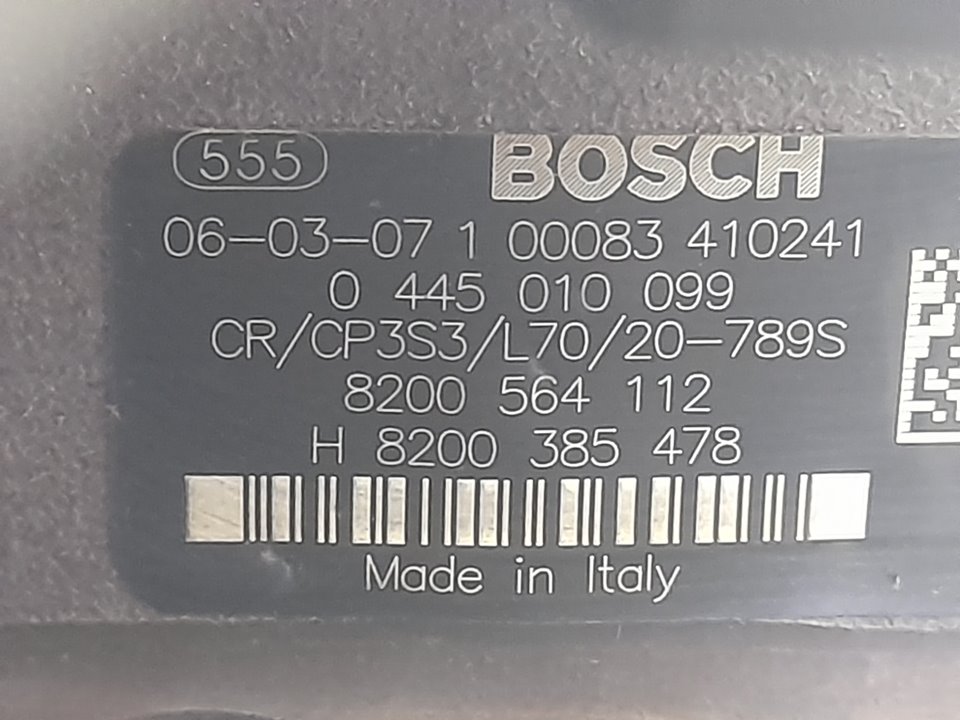 555 BOSCH
06-03-07 1 00083 410241
0 445 010 099
CR/CP3S3/L70/20-789S
8200 564 112
H 8200 385 478
Made in Italy